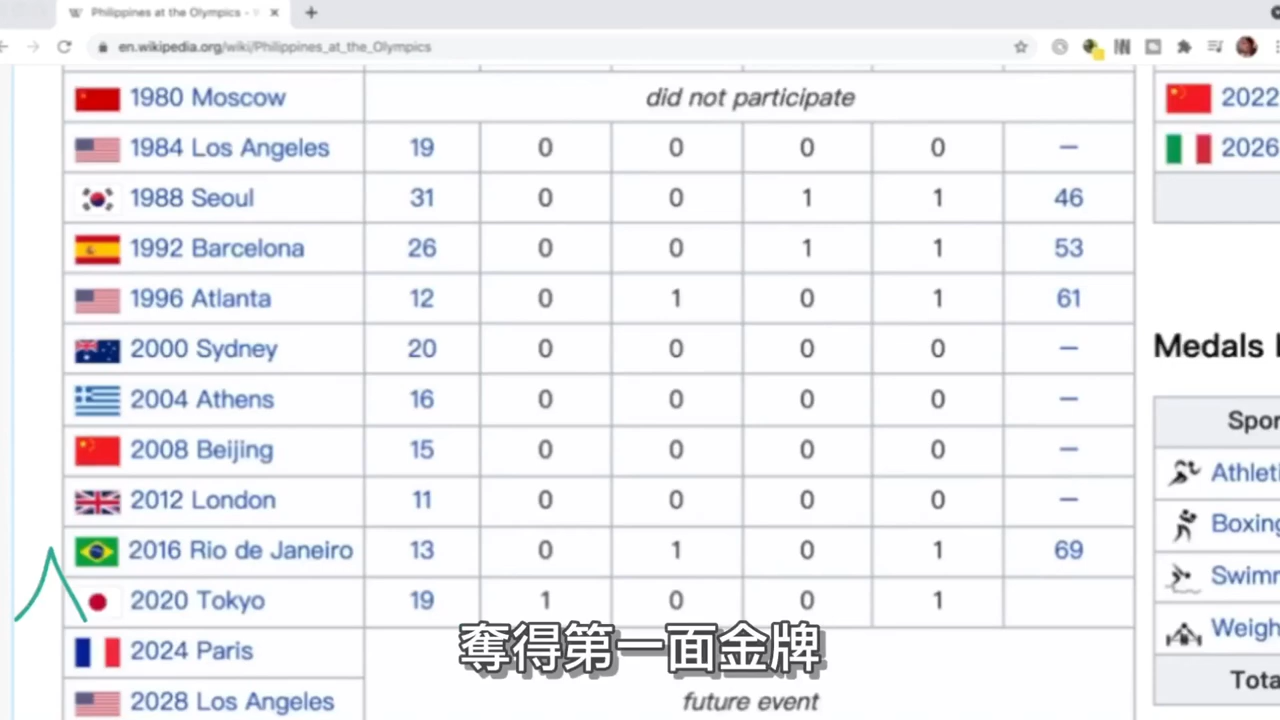 Philippines at the Olympics -
en.wikipedia.org/wiki/Philippines_at_the_Olympics
1980 Moscow did not participate
1984 Los Angeles 19 0 0 0 0 —
1988 Seoul 31 0 0 1 1 46
1992 Barcelona 26 0 0 1 1 53
1996 Atlanta 12 0 1 0 1 61
2000 Sydney 20 0 0 0 0 —
2004 Athens 16 0 0 0 0 —
2008 Beijing 15 0 0 0 0 —
2012 London 11 0 0 0 0 —
2016 Rio de Janeiro 13 0 1 0 1 69
2020 Tokyo 19 1 0 0 1
2024 Paris
2028 Los Angeles
future event
2022
2026
Medals
Spor
Athleti
Boxing
Swimm
Weigh
Tota
奪得第一面金牌